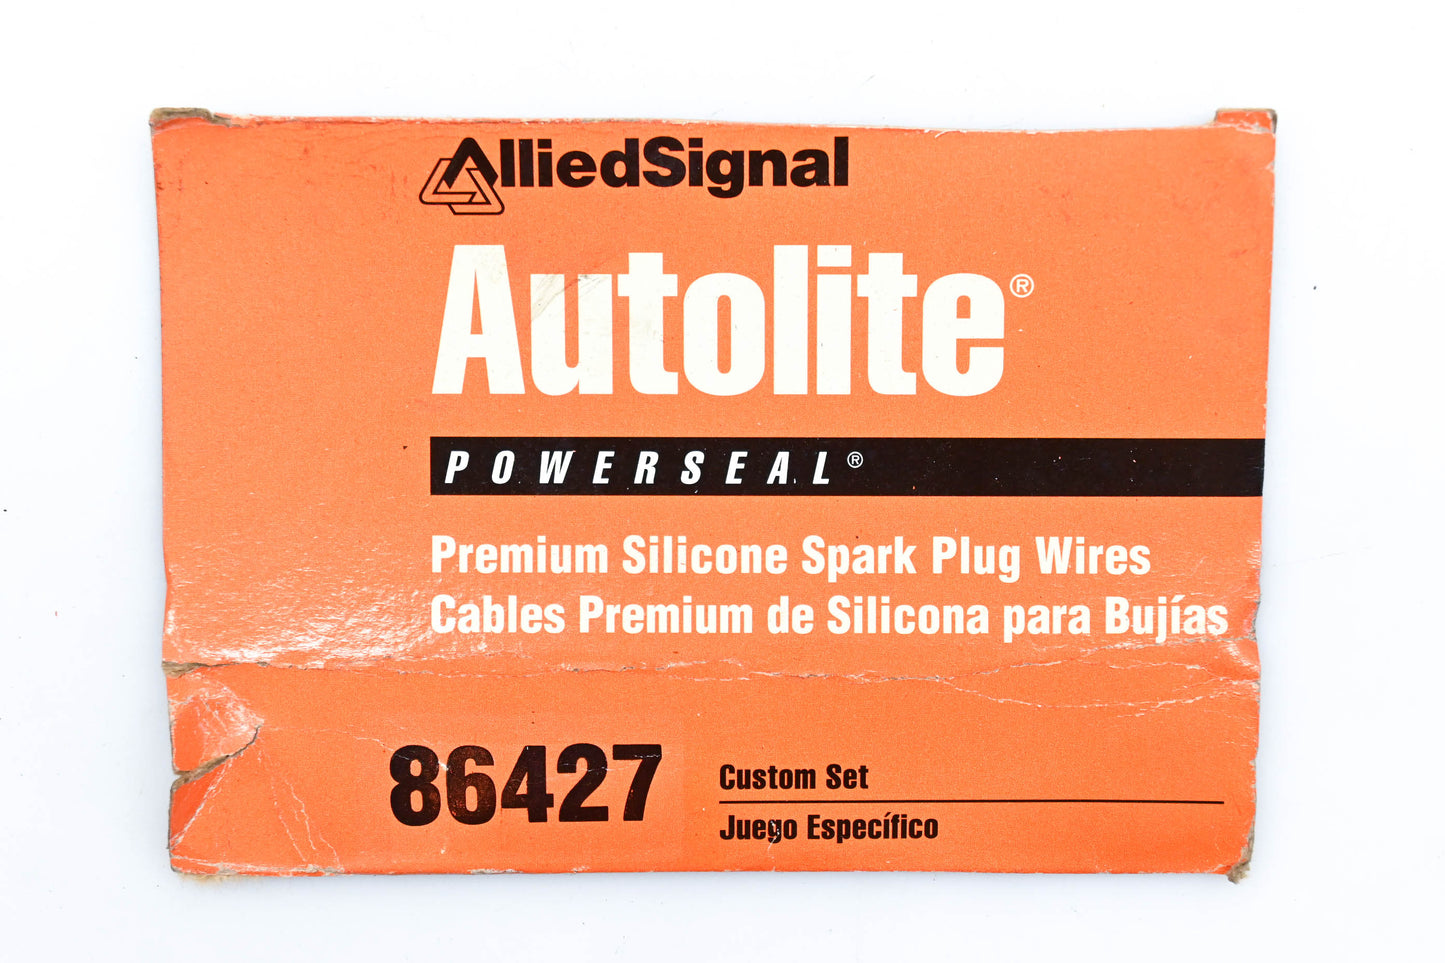 AlliedSignal
Autolite®
POWERSEAL®
Premium Silicone Spark Plug Wires
Cables Premium de Silicona para Bujías
86427
Custom Set
Juego Específico